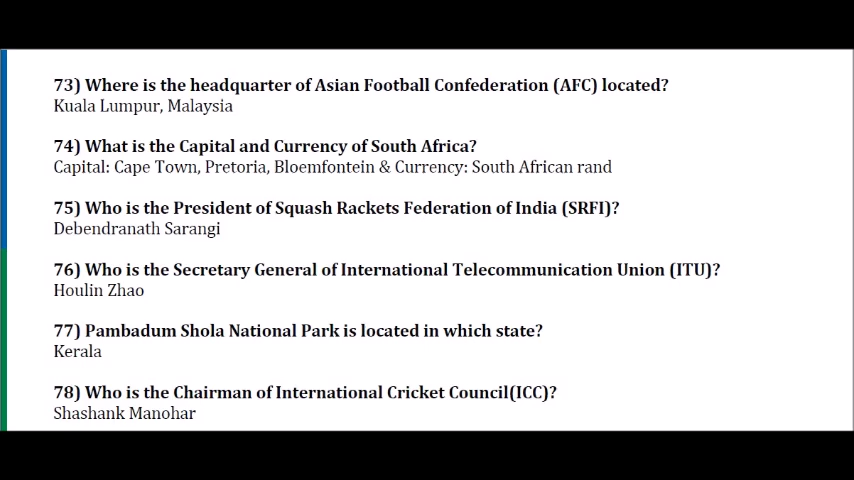 73) Where is the headquarter of Asian Football Confederation (AFC) located?
Kuala Lumpur, Malaysia
74) What is the Capital and Currency of South Africa?
Capital: Cape Town, Pretoria, Bloemfontein & Currency: South African rand
75) Who is the President of Squash Rackets Federation of India (SRFI)?
Debendranath Sarangi
76) Who is the Secretary General of International Telecommunication Union (ITU)?
Houlin Zhao
77) Pambadum Shola National Park is located in which state?
Kerala
78) Who is the Chairman of International Cricket Council(ICC)?
Shashank Manohar